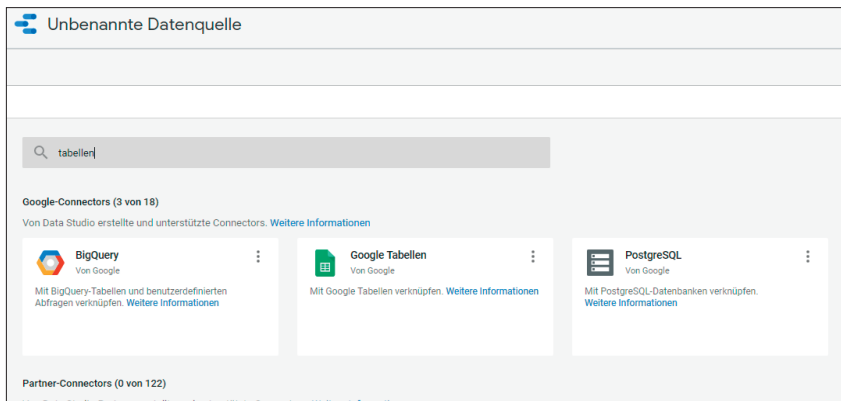 Unbenannte Datenquelle
tabellen
Google-Connectors (3 von 18)
Von Data Studio erstellte und unterstützte Connectors. Weitere Informationen
BigQuery
Von Google
Mit BigQuery-Tabellen und benutzerdefinierten
Abfragen verknüpfen. Weitere Informationen
Google Tabellen
Von Google
Mit Google Tabellen verknüpfen. Weitere Informationen
PostgreSQL
Von Google
Mit PostgreSQL-Datenbanken verknüpfen.
Weitere Informationen
Partner-Connectors (0 von 122)